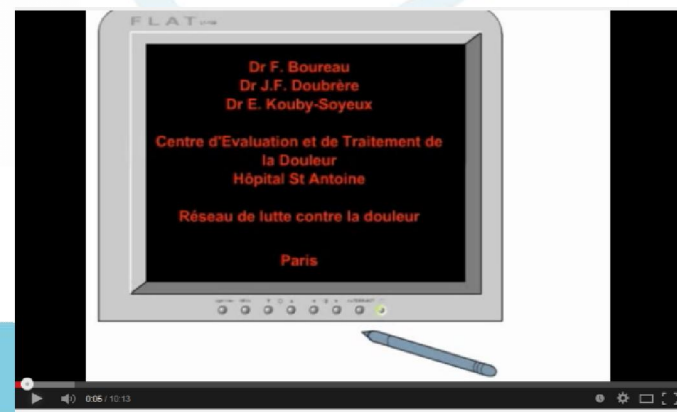 FLAT
Dr F. Boureau
Dr J.F. Doubrère
Dr E. Kouby-Soyeux
Centre d'Evaluation et de Traitement de
la Douleur
Hôpital St Antoine
Réseau de lutte contre la douleur
Paris
0:05 / 10:13